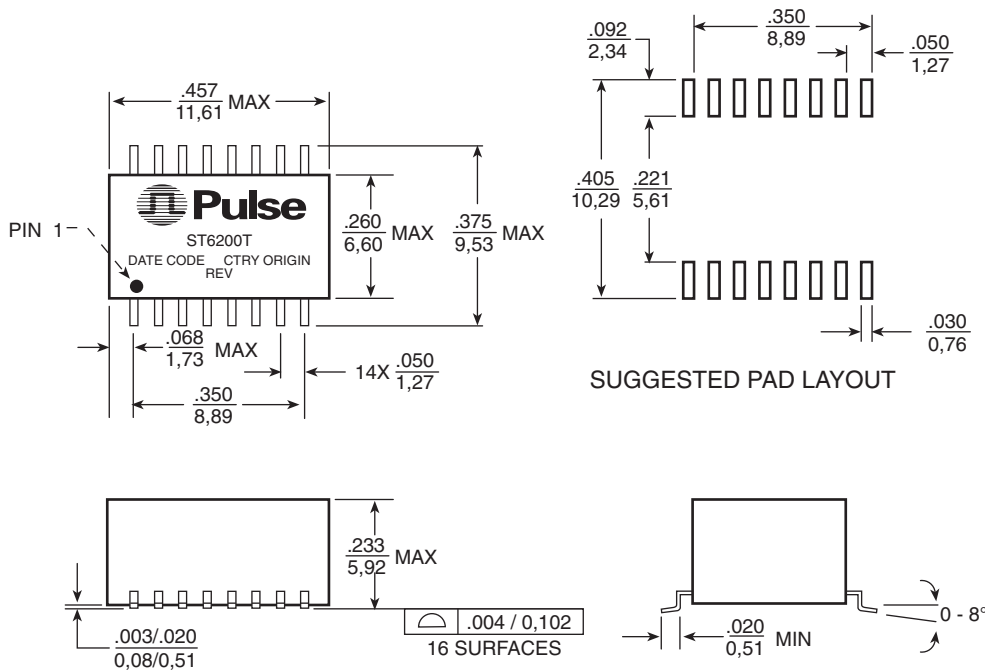 .457
11,61 MAX
Pulse
ST6200T
DATE CODE CTRY ORIGIN
REV
PIN 1
.260
6,60 MAX
.375
9,53 MAX
.068
1,73 MAX
14X .050
1,27
.350
8,89
.092
2,34
.350
8,89
.050
1,27
.405
10,29
.221
5,61
.030
0,76
SUGGESTED PAD LAYOUT
.233
5,92 MAX
.003/.020
0,08/0,51
.004 / 0,102
16 SURFACES
.020
0,51 MIN
0 - 8°